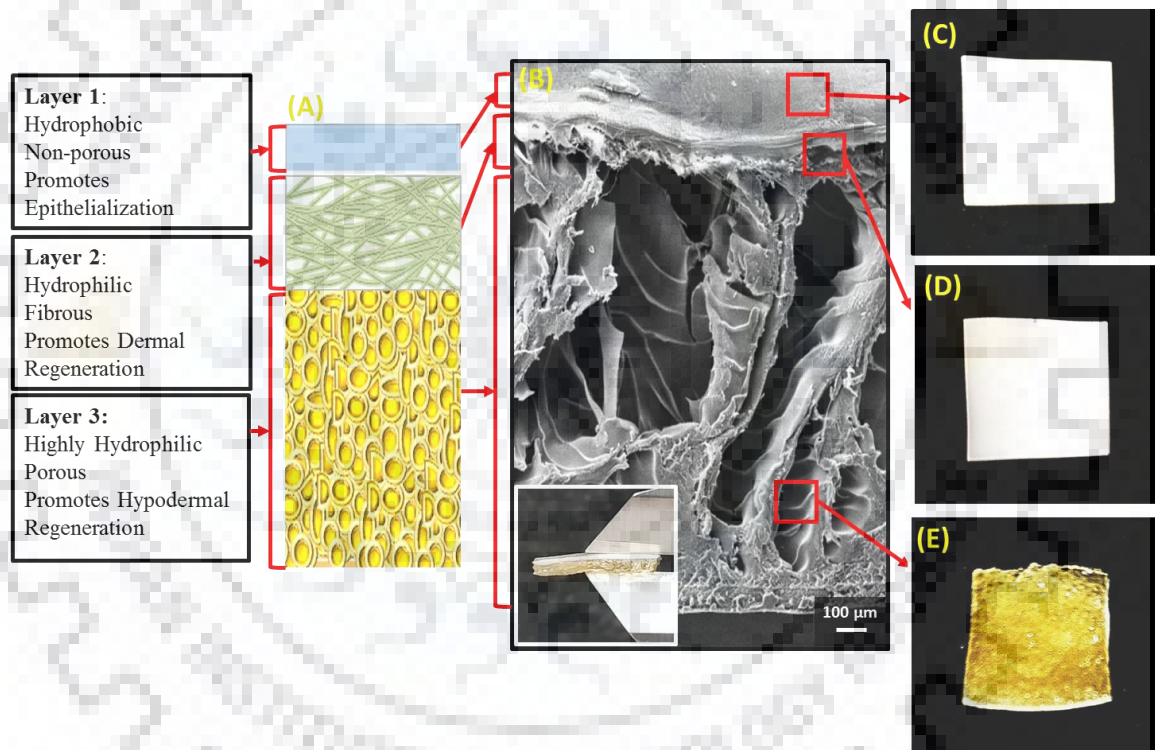 Layer 1:
Hydrophobic
Non-porous
Promotes
Epithelialization
Layer 2:
Hydrophilic
Fibrous
Promotes Dermal
Regeneration
Layer 3:
Highly Hydrophilic
Porous
Promotes Hypodermal
Regeneration
(A)
(B)
100 μm
(C)
(D)
(E)